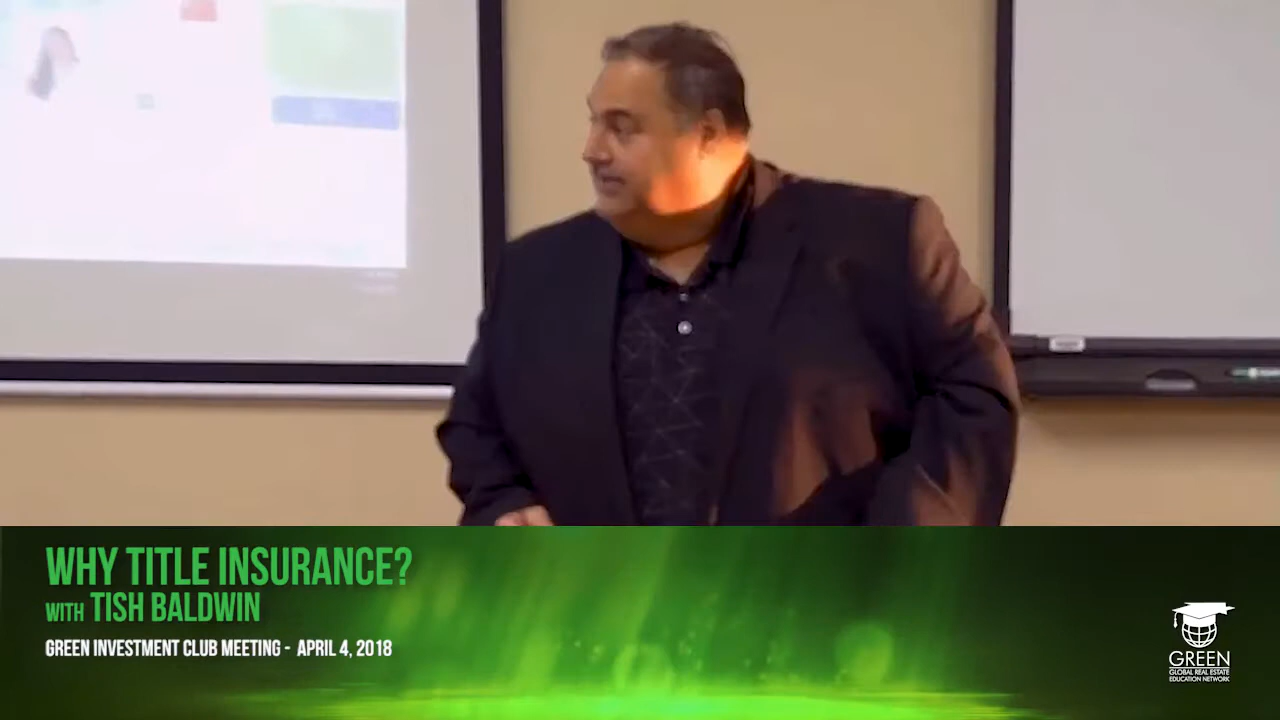 WHY TITLE INSURANCE?
WITH TISH BALDWIN
GREEN INVESTMENT CLUB MEETING - APRIL 4, 2018
GREEN
GLOBAL REAL ESTATE
EDUCATION NETWORK